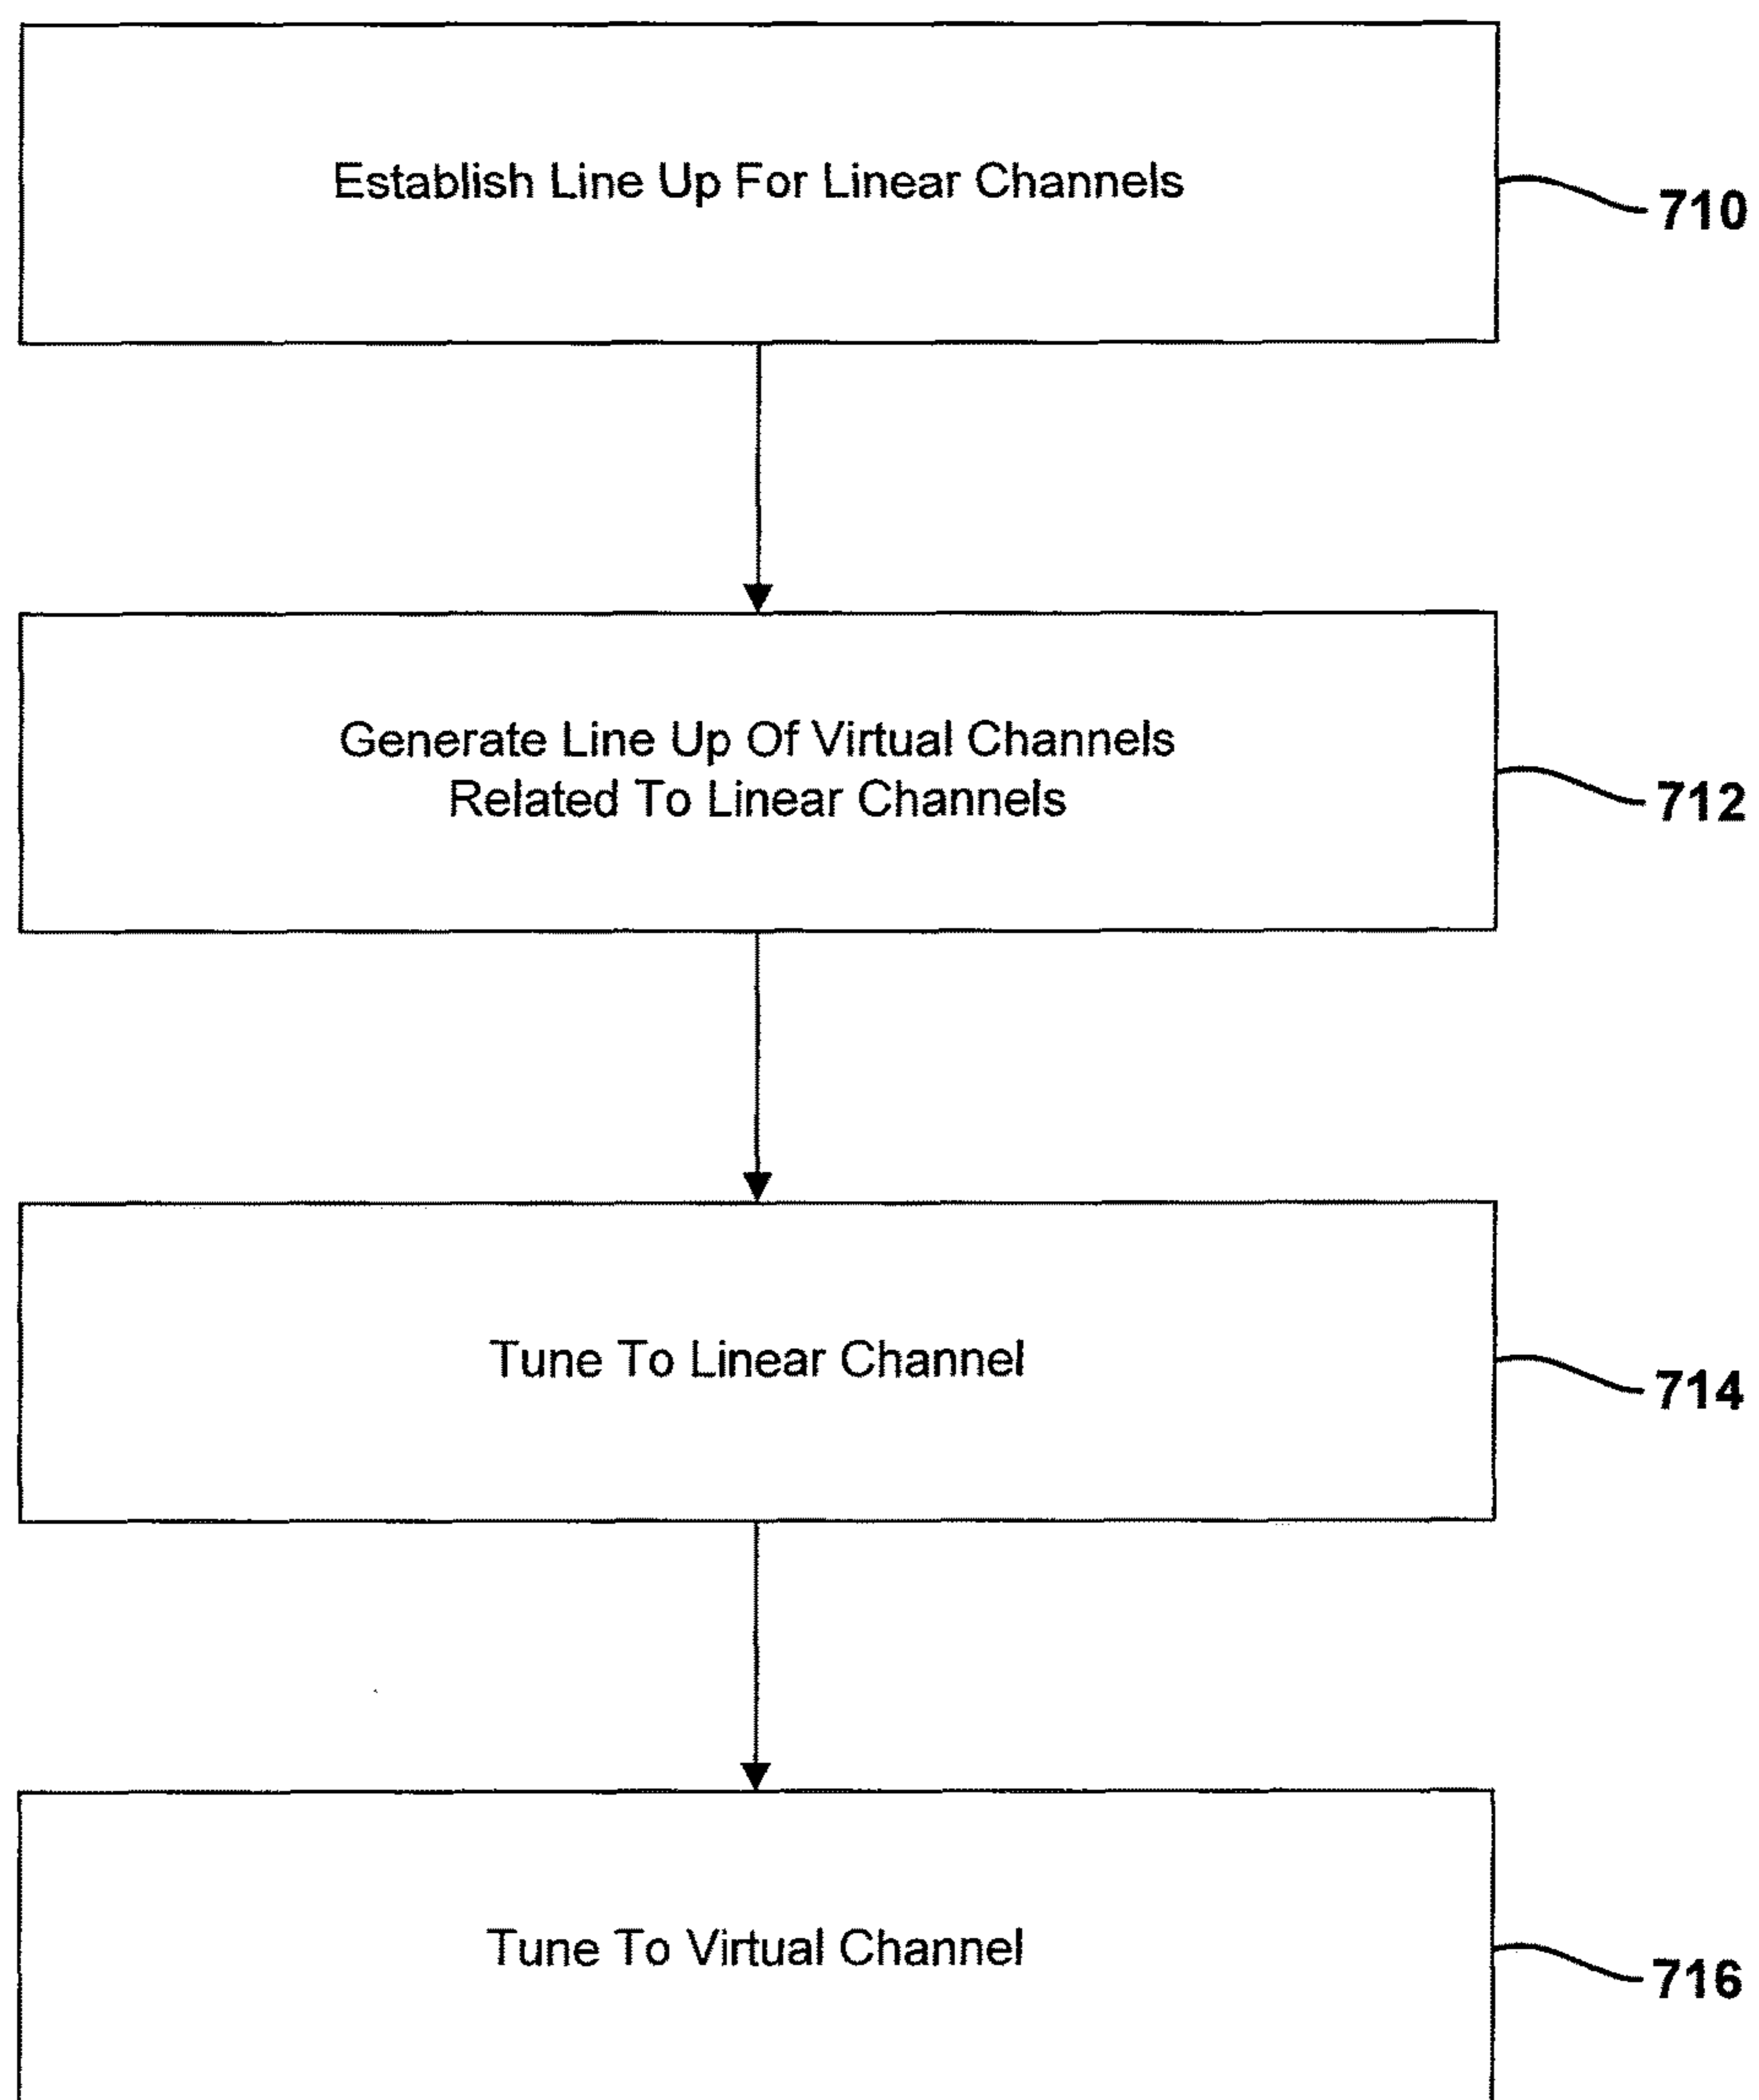 Establish Line Up For Linear Channels
710
Generate Line Up Of Virtual Channels
Related To Linear Channels
712
Tune To Linear Channel
714
Tune To Virtual Channel
716